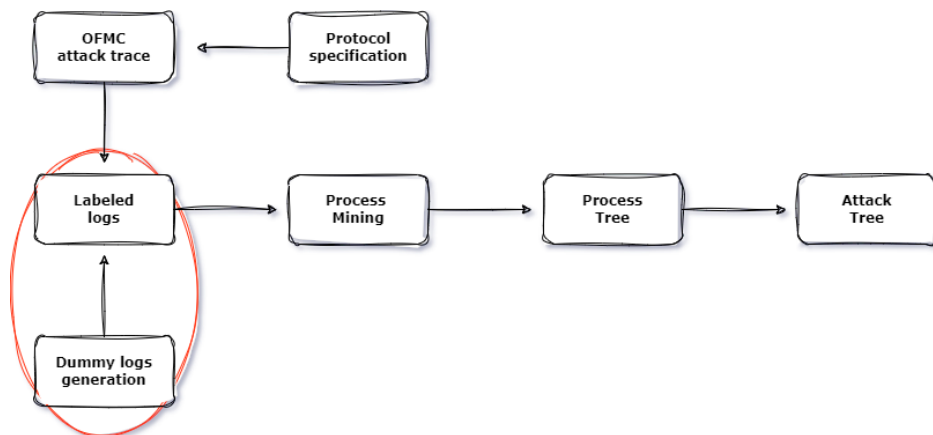 OFMC
attack trace
Protocol
specification
Labeled
logs
Process
Mining
Process
Tree
Attack
Tree
Dummy logs
generation